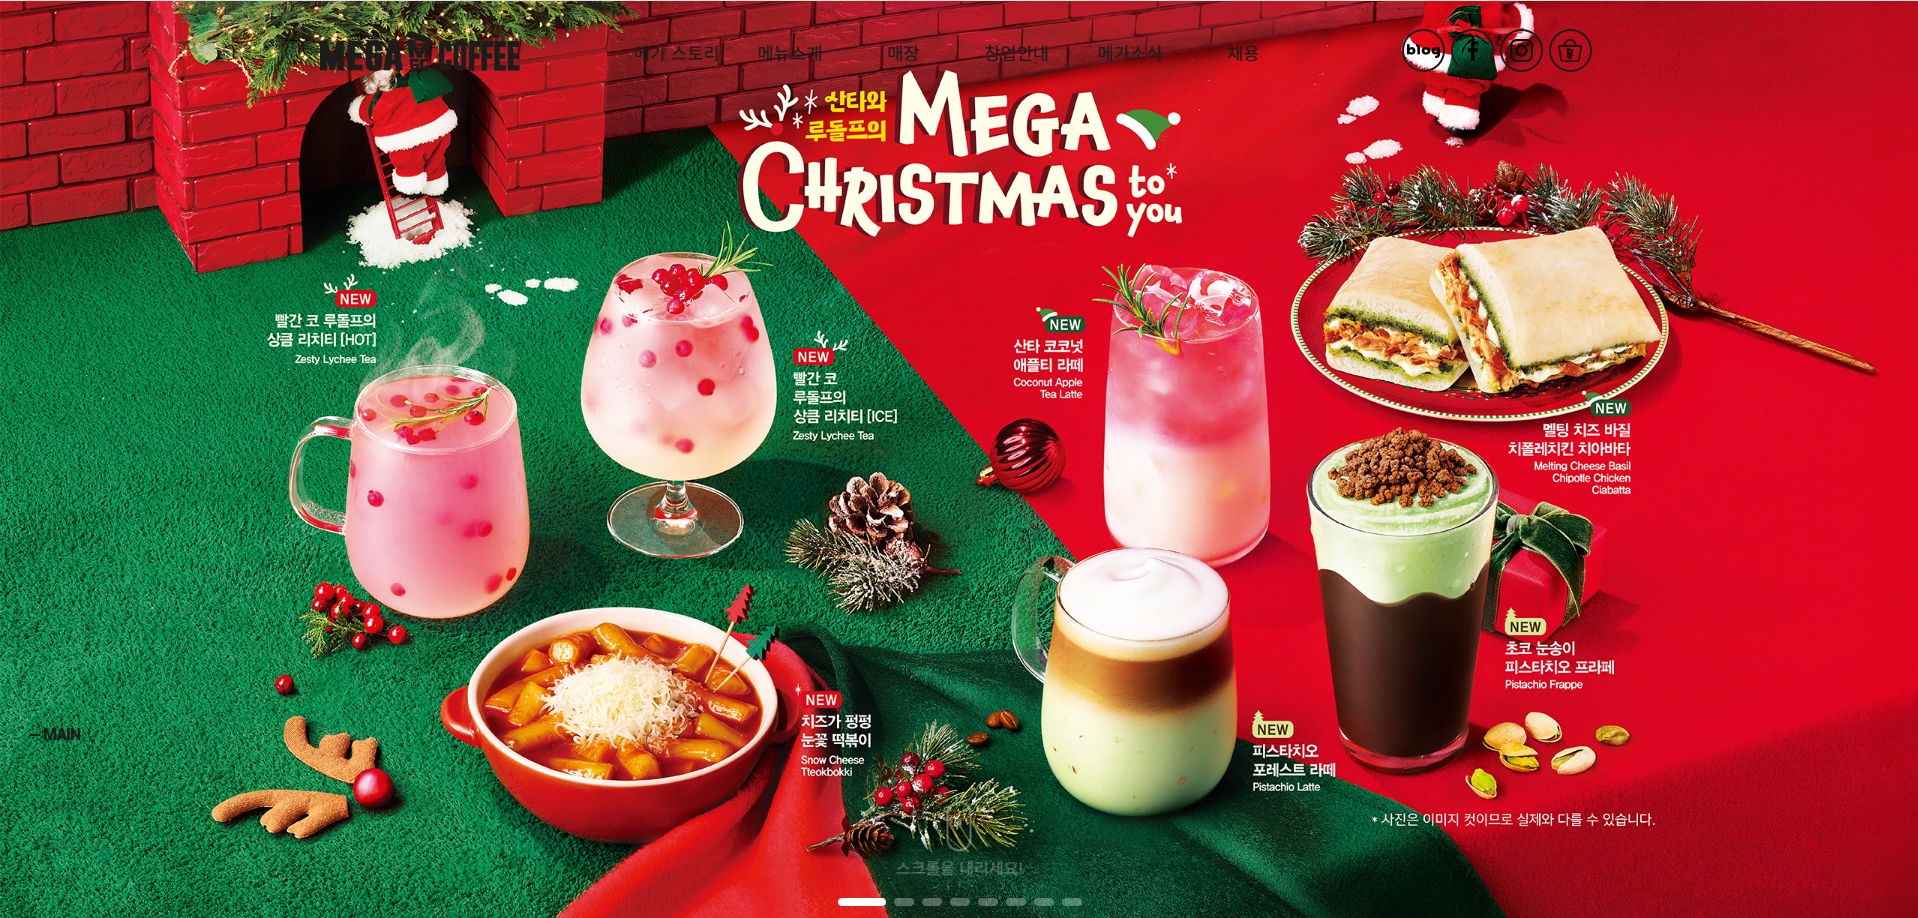 MEGA MGC COFFEE
메가 스토리 메뉴소개 매장 창업안내 메가소식 채용
blog
산타와
루돌프의
MEGA
CHRISTMAS to you
NEW
빨간 코 루돌프의
상큼 리치티 [HOT]
Zesty Lychee Tea
NEW
빨간 코
루돌프의
상큼 리치티 [ICE]
Zesty Lychee Tea
NEW
산타 코코넛
애플티 라떼
Coconut Apple
Tea Latte
NEW
멜팅 치즈 바질
치폴레치킨 치아바타
Melting Cheese Basil
Chipotle Chicken
Ciabatta
NEW
치즈가 펑펑
눈꽃 떡볶이
Snow Cheese
Tteokbokki
NEW
피스타치오
포레스트 라떼
Pistachio Latte
NEW
초코 눈송이
피스타치오 프라페
Pistachio Frappe
MAIN
* 사진은 이미지 컷이므로 실제와 다를 수 있습니다.
스크롤을 내리세요!